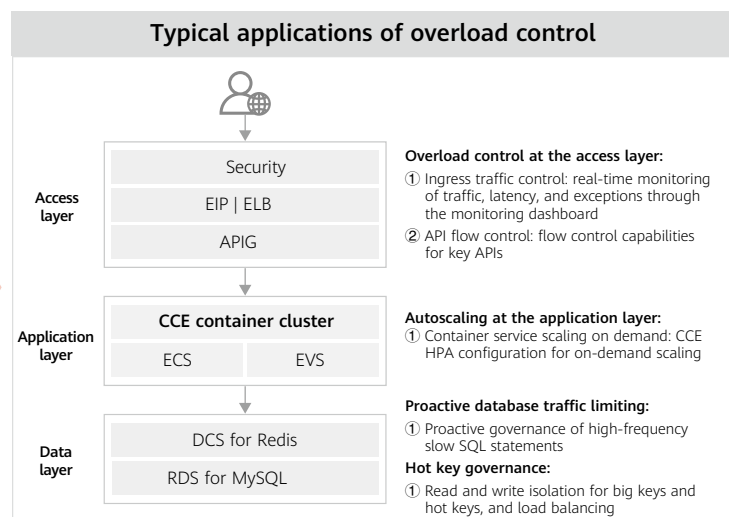 Typical applications of overload control
Access
layer
Security
EIP | ELB
APIG
Overload control at the access layer:
① Ingress traffic control: real-time monitoring
of traffic, latency, and exceptions through
the monitoring dashboard
② API flow control: flow control capabilities
for key APIs
Application
layer
CCE container cluster
ECS
EVS
Autoscaling at the application layer:
① Container service scaling on demand: CCE
HPA configuration for on-demand scaling
Data
layer
DCS for Redis
RDS for MySQL
Proactive database traffic limiting:
① Proactive governance of high-frequency
slow SQL statements
Hot key governance:
① Read and write isolation for big keys and
hot keys, and load balancing